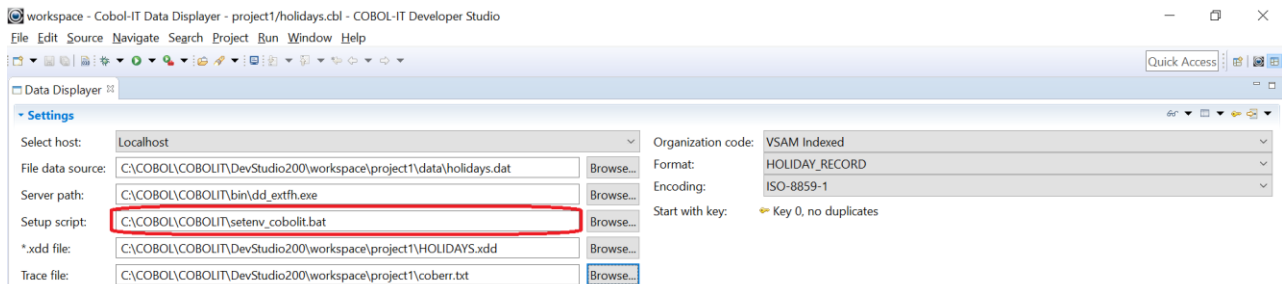 workspace - Cobol-IT Data Displayer - project1/holidays.cbl - COBOL-IT Developer Studio
File Edit Source Navigate Search Project Run Window Help
Quick Access
Data Displayer
Settings
Select host: Localhost
Organization code: VSAM Indexed
File data source: C:\COBOL\COBOLIT\DevStudio200\workspace\project1\data\holidays.dat Browse...
Format: HOLIDAY_RECORD
Server path: C:\COBOL\COBOLIT\bin\dd_extfh.exe Browse...
Encoding: ISO-8859-1
Setup script: C:\COBOL\COBOLIT\setenv_cobolit.bat Browse...
Start with key: Key 0, no duplicates
*.xdd file: C:\COBOL\COBOLIT\DevStudio200\workspace\project1\HOLIDAYS.xdd Browse...
Trace file: C:\COBOL\COBOLIT\DevStudio200\workspace\project1\coberr.txt Browse...